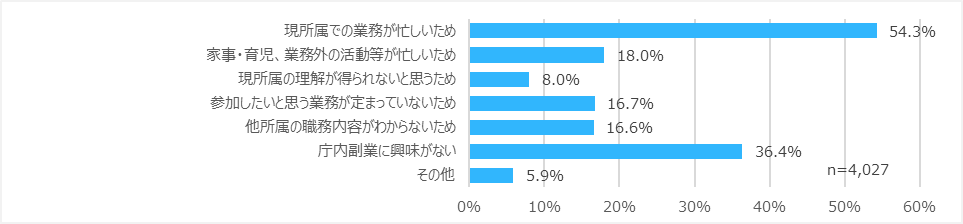 現所属での業務が忙しいため 54.3%
家事・育児、業務外の活動等が忙しいため 18.0%
現所属の理解が得られないと思うため 8.0%
参加したいと思う業務が定まっていないため 16.7%
他所属の職務内容がわからないため 16.6%
庁内副業に興味がない 36.4%
その他 5.9%
n=4,027
0% 10% 20% 30% 40% 50% 60%